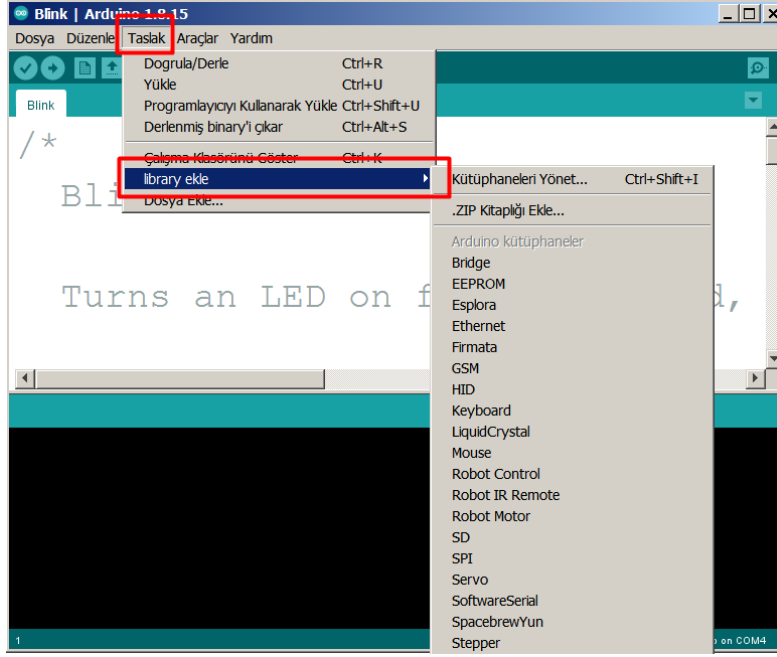 Blink | Arduino 1.8.15
Dosya Düzenle Taslak Araçlar Yardım
Blink
Dogrula/Derle Ctrl+R
Yükle Ctrl+U
Programlayıcıyı Kullanarak Yükle Ctrl+Shift+U
Derlenmiş binary'i çıkar Ctrl+Alt+S
Çalışma Klasörünü Göster Ctrl+K
library ekle
Dosya Ekle...
Kütüphaneleri Yönet... Ctrl+Shift+I
.ZIP Kitaplığı Ekle...
Arduino kütüphaneler
Bridge
EEPROM
Esplora
Ethernet
Firmata
GSM
HID
Keyboard
LiquidCrystal
Mouse
Robot Control
Robot IR Remote
Robot Motor
SD
SPI
Servo
SoftwareSerial
SpacebrewYun
Stepper
/*
Bli
Turns an LED on f d,
1 on COM4